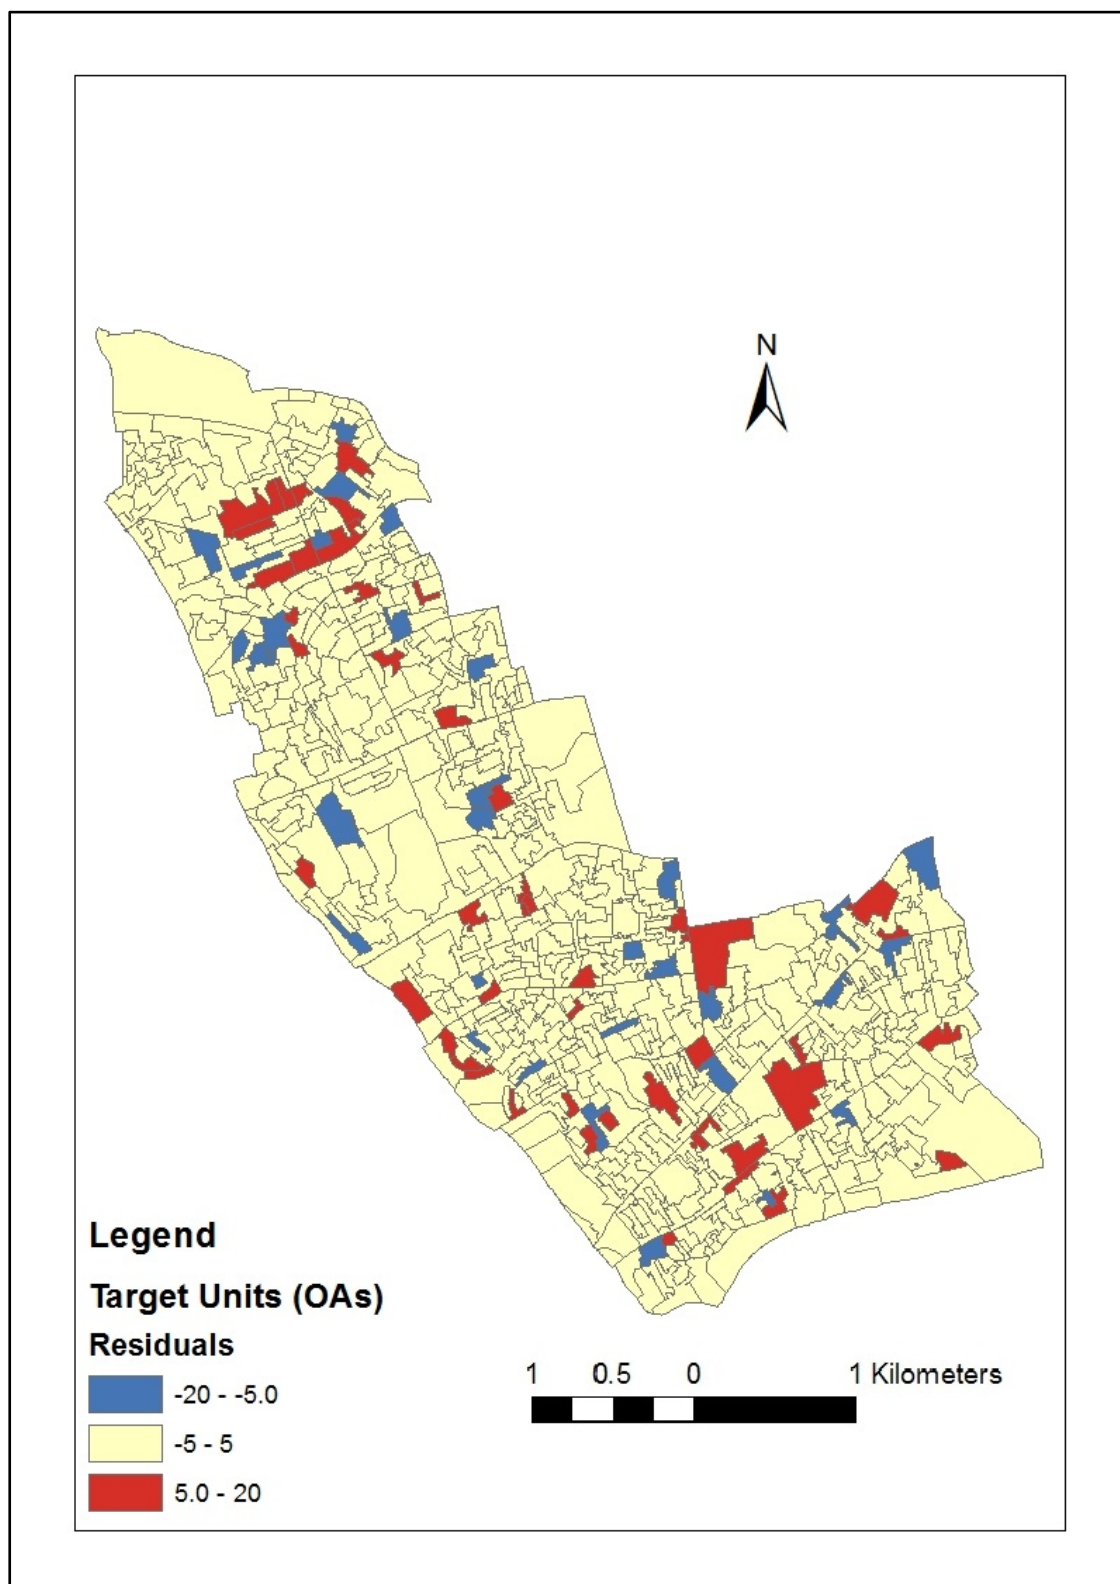 N
Legend
Target Units (OAs)
Residuals
-20 - -5.0
-5 - 5
5.0 - 20
1 0.5 0 1 Kilometers